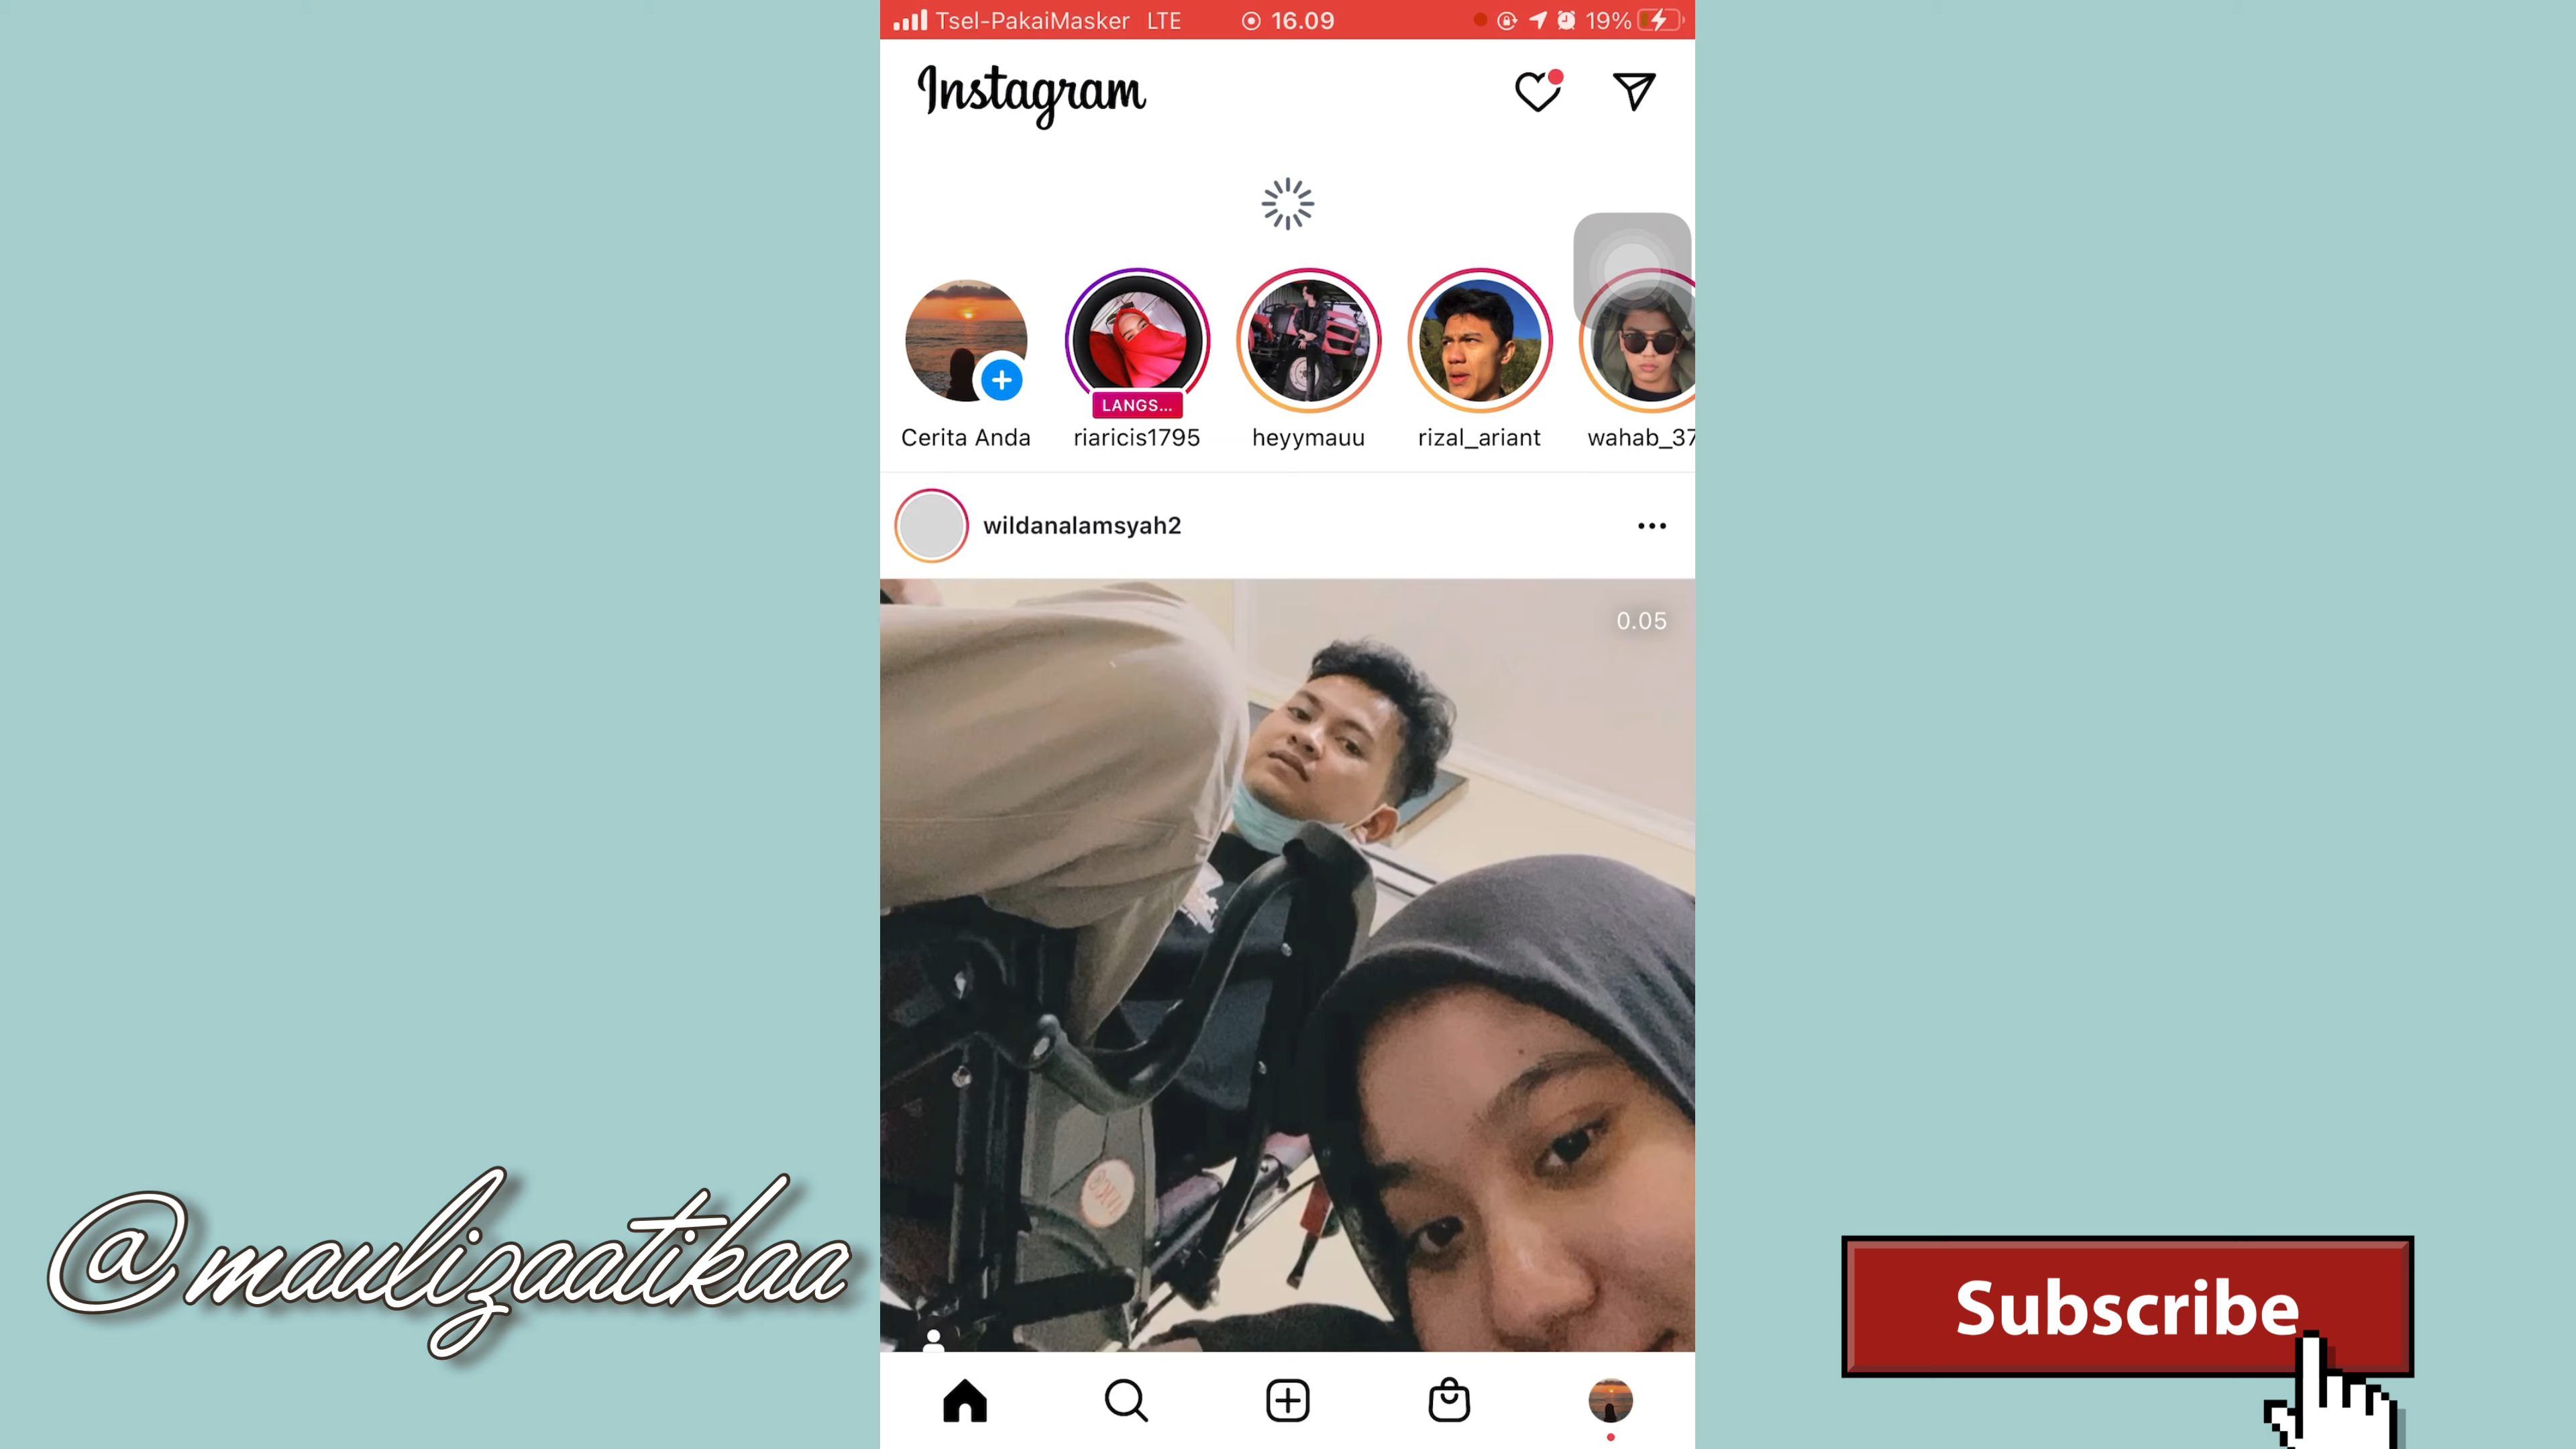 Tsel-PakaiMasker LTE 16.09 19%
Instagram
LANGS...
Cerita Anda riaricis1795 heyymauu rizal_ariant wahab_37
wildanalamsyah2
0.05
@maulizaatikaa
Subscribe